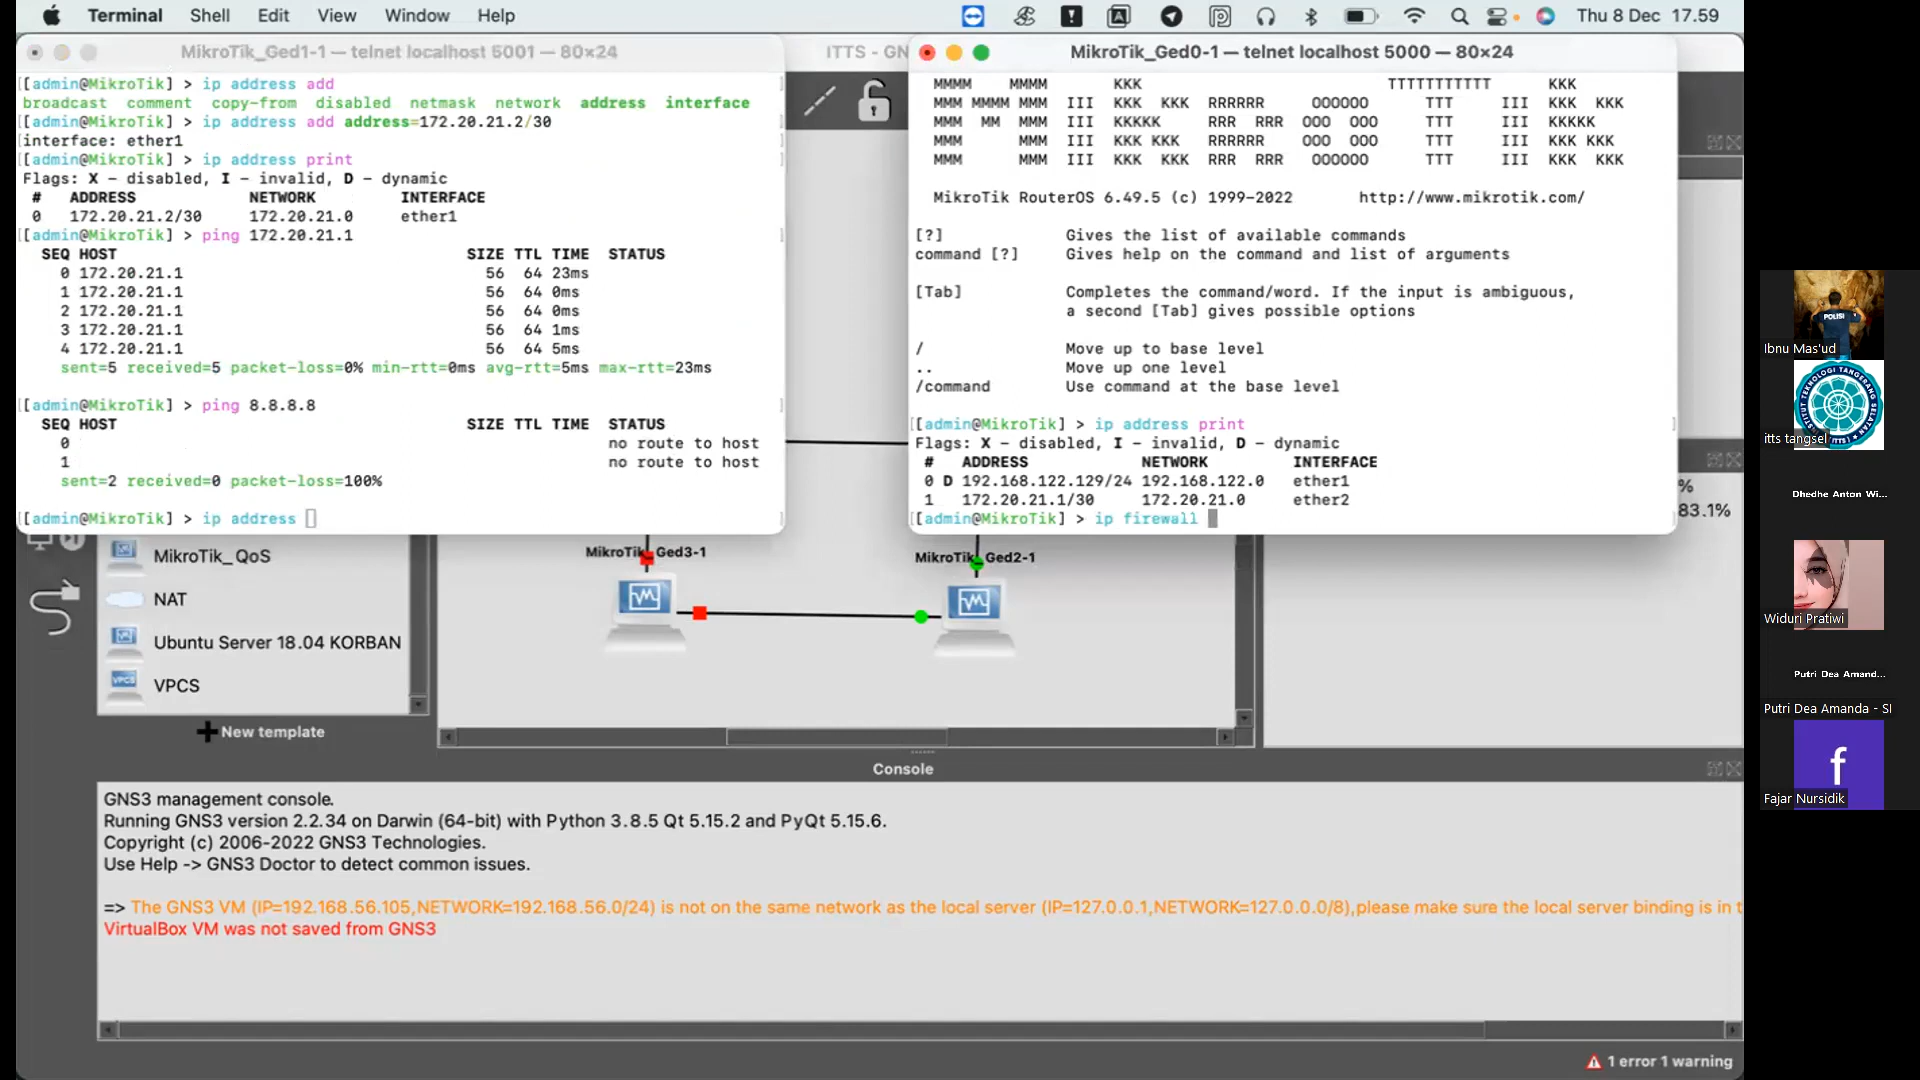 Terminal Shell Edit View Window Help Thu 8 Dec 17.59
MikroTik_Ged1-1 — telnet localhost 5001 — 80×24
[[admin@MikroTik] > ip address add
broadcast comment copy-from disabled netmask network address interface
[[admin@MikroTik] > ip address add address=172.20.21.2/30
[interface: ether1
[[admin@MikroTik] > ip address print
Flags: X - disabled, I - invalid, D - dynamic
# ADDRESS NETWORK INTERFACE
0 172.20.21.2/30 172.20.21.0 ether1
[[admin@MikroTik] > ping 172.20.21.1
SEQ HOST SIZE TTL TIME STATUS
0 172.20.21.1 56 64 23ms
1 172.20.21.1 56 64 0ms
2 172.20.21.1 56 64 0ms
3 172.20.21.1 56 64 1ms
4 172.20.21.1 56 64 5ms
sent=5 received=5 packet-loss=0% min-rtt=0ms avg-rtt=5ms max-rtt=23ms
[[admin@MikroTik] > ping 8.8.8.8
SEQ HOST SIZE TTL TIME STATUS
0 no route to host
1 no route to host
sent=2 received=0 packet-loss=100%
[[admin@MikroTik] > ip address
ITTS - GN
MikroTik_Ged0-1 — telnet localhost 5000 — 80×24
MMMM MMMM KKK TTTTTTTTTTT KKK
MMM MMMM MMM III KKK KKK RRRRRR OOOOOO TTT III KKK KKK
MMM MM MMM III KKKKK RRR RRR OOO OOO TTT III KKKKK
MMM MMM III KKK KKK RRRRRR OOO OOO TTT III KKK KKK
MMM MMM III KKK KKK RRR RRR OOOOOO TTT III KKK KKK
MikroTik RouterOS 6.49.5 (c) 1999-2022 http://www.mikrotik.com/
[?] Gives the list of available commands
command [?] Gives help on the command and list of arguments
[Tab] Completes the command/word. If the input is ambiguous,
a second [Tab] gives possible options
/ Move up to base level
.. Move up one level
/command Use command at the base level
[[admin@MikroTik] > ip address print
Flags: X - disabled, I - invalid, D - dynamic
# ADDRESS NETWORK INTERFACE
0 D 192.168.122.129/24 192.168.122.0 ether1
1 172.20.21.1/30 172.20.21.0 ether2
[[admin@MikroTik] > ip firewall
%
83.1%
MikroTik_QoS
NAT
Ubuntu Server 18.04 KORBAN
VPCS
New template
MikroTik_Ged3-1
MikroTik_Ged2-1
Console
GNS3 management console.
Running GNS3 version 2.2.34 on Darwin (64-bit) with Python 3.8.5 Qt 5.15.2 and PyQt 5.15.6.
Copyright (c) 2006-2022 GNS3 Technologies.
Use Help -> GNS3 Doctor to detect common issues.
=> The GNS3 VM (IP=192.168.56.105,NETWORK=192.168.56.0/24) is not on the same network as the local server (IP=127.0.0.1,NETWORK=127.0.0.0/8),please make sure the local server binding is in t
VirtualBox VM was not saved from GNS3
1 error 1 warning
POLISI
Ibnu Mas'ud
itts tangsel
Dhedhe Anton Wi...
Widuri Pratiwi
Putri Dea Amand...
Putri Dea Amanda - SI
f
Fajar Nursidik